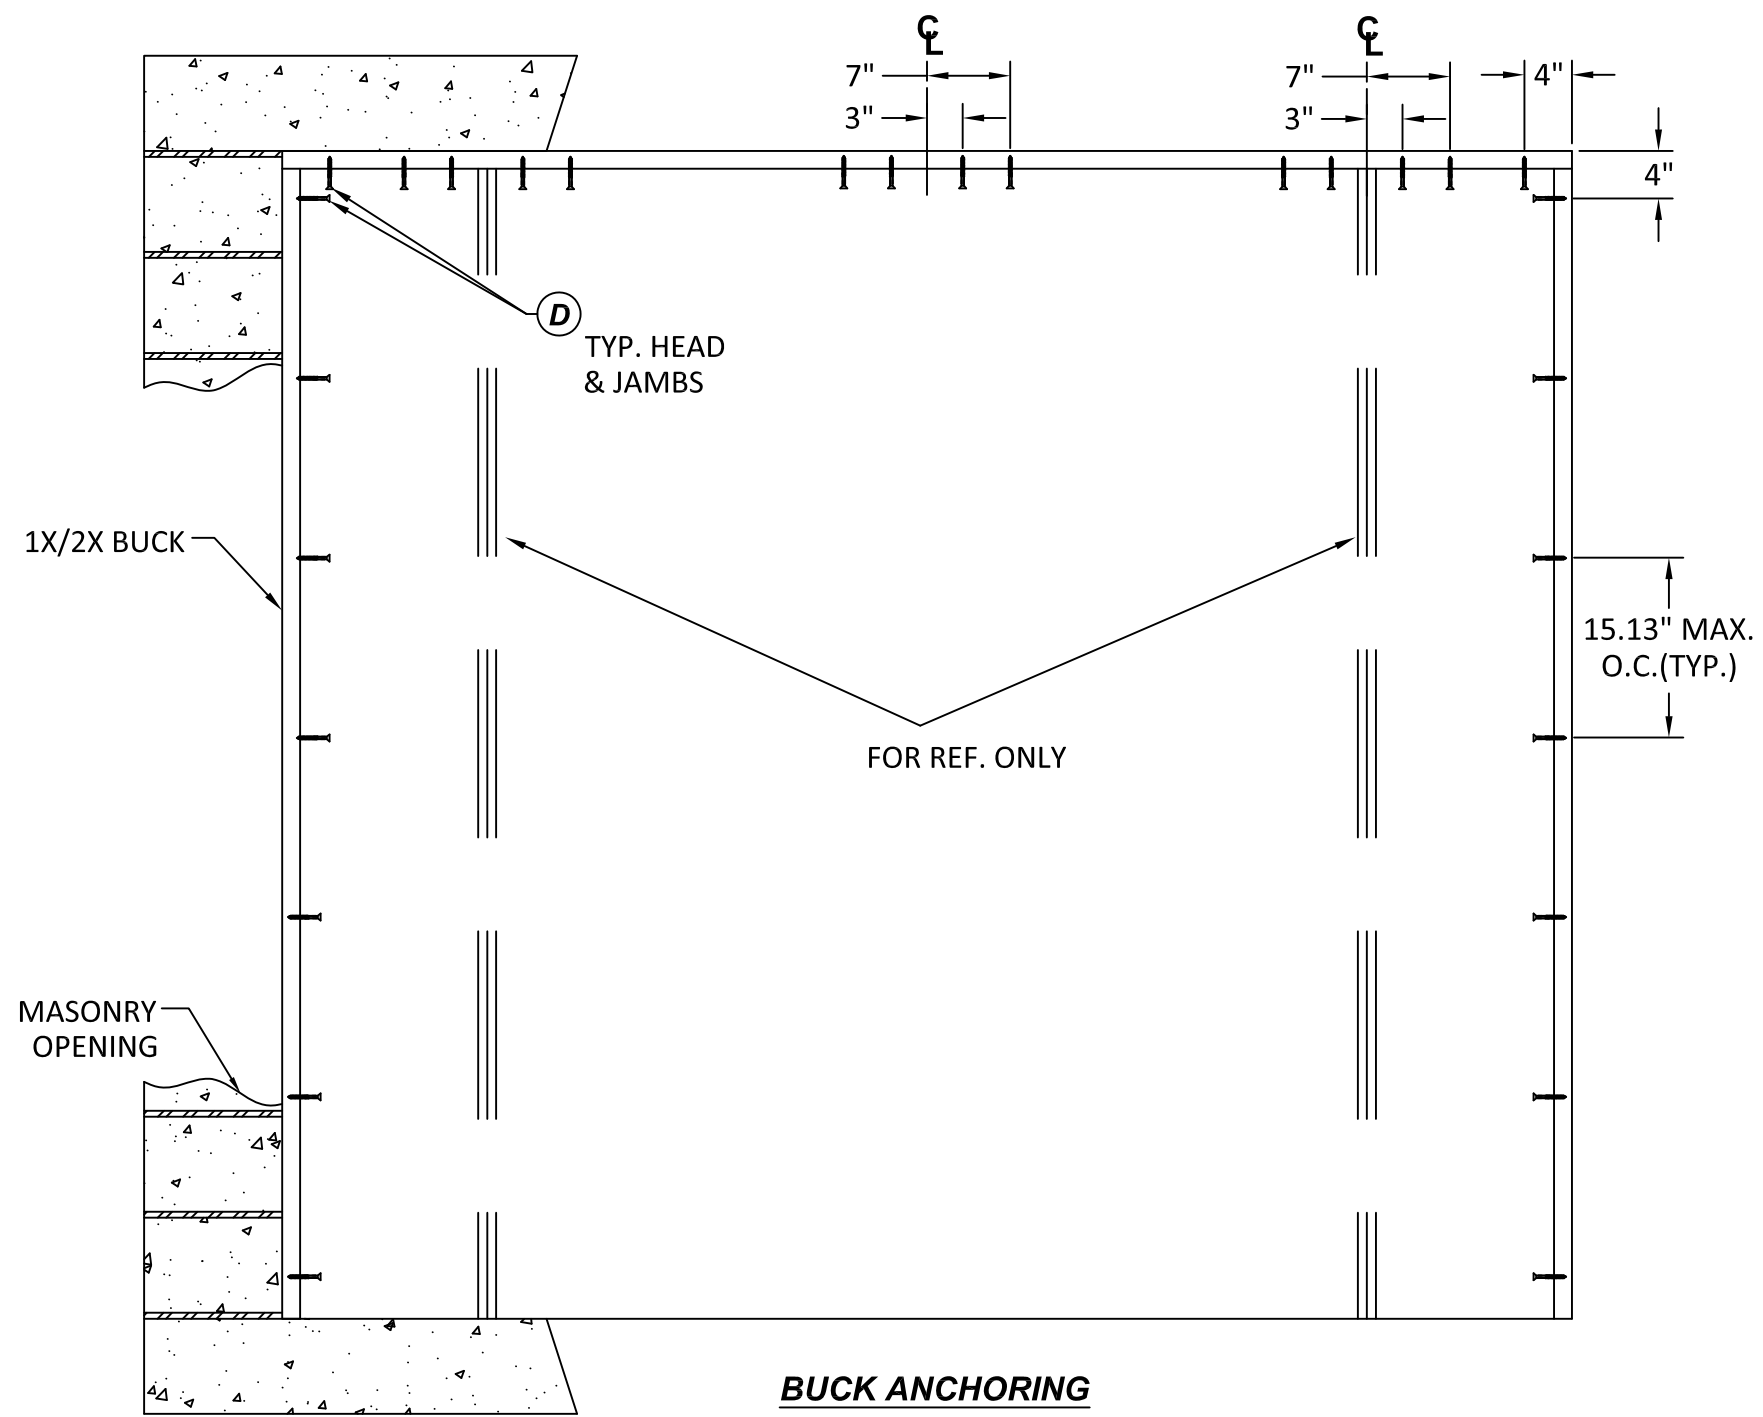 ℄ ℄
7" 7" 4"
3" 3"
4"
D
TYP. HEAD
& JAMBS
1X/2X BUCK
15.13" MAX.
O.C.(TYP.)
FOR REF. ONLY
MASONRY
OPENING
BUCK ANCHORING